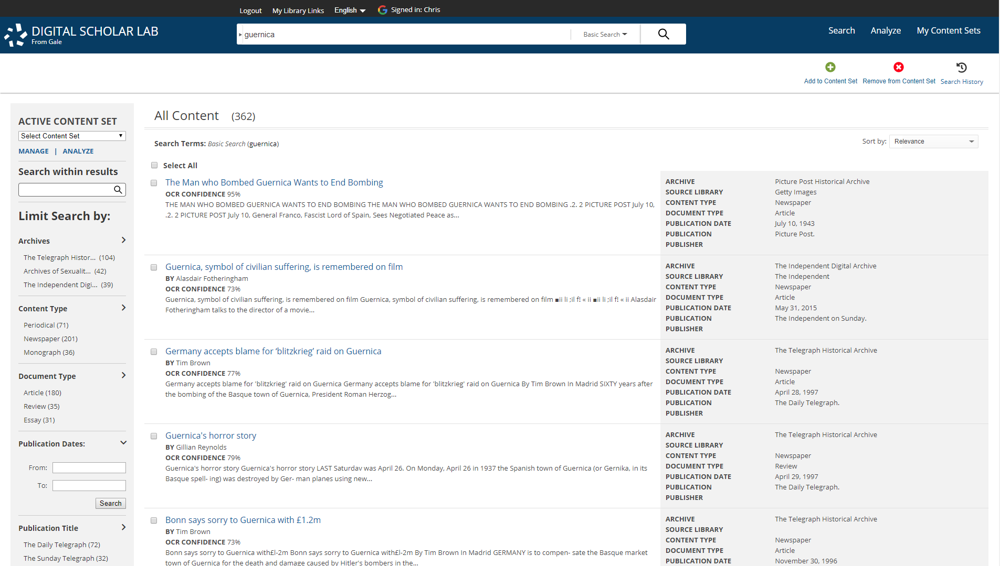 Logout My Library Links English Signed in: Chris
DIGITAL SCHOLAR LAB
From Gale
guernica Basic Search
Search Analyze My Content Sets
Add to Content Set Remove from Content Set Search History
ACTIVE CONTENT SET
Select Content Set
MANAGE | ANALYZE
Search within results
Limit Search by:
Archives
The Telegraph Histor... (104)
Archives of Sexualit... (42)
The Independent Digi... (39)
Content Type
Periodical (71)
Newspaper (201)
Monograph (36)
Document Type
Article (180)
Review (35)
Essay (31)
Publication Dates:
From:
To:
Search
Publication Title
The Daily Telegraph (72)
The Sunday Telegraph (32)
All Content (362)
Search Terms: Basic Search (guernica)
Sort by: Relevance
Select All
The Man who Bombed Guernica Wants to End Bombing
OCR CONFIDENCE 95%
THE MAN WHO BOMBED GUERNICA WANTS TO END BOMBING THE MAN WHO BOMBED GUERNICA WANTS TO END BOMBING .2. 2 PICTURE POST July 10,
.2. 2 PICTURE POST July 10, General Franco, Fascist Lord of Spain, Sees Negotiated Peace as...
ARCHIVE Picture Post Historical Archive
SOURCE LIBRARY Getty Images
CONTENT TYPE Newspaper
DOCUMENT TYPE Article
PUBLICATION DATE July 10, 1943
PUBLICATION Picture Post.
PUBLISHER
Guernica, symbol of civilian suffering, is remembered on film
BY Alasdair Fotheringham
OCR CONFIDENCE 73%
Guernica, symbol of civilian suffering, is remembered on film Guernica, symbol of civilian suffering, is remembered on film ■ii li ;il f! « ii ■ii li ;il f! « ii Alasdair
Fotheringham talks to the director of a movie...
ARCHIVE The Independent Digital Archive
SOURCE LIBRARY The Independent
CONTENT TYPE Newspaper
DOCUMENT TYPE Article
PUBLICATION DATE May 31, 2015
PUBLICATION The Independent on Sunday.
PUBLISHER
Germany accepts blame for ‘blitzkrieg’ raid on Guernica
BY Tim Brown
OCR CONFIDENCE 77%
Germany accepts blame for 'blitzkrieg' raid on Guernica Germany accepts blame for 'blitzkrieg' raid on Guernica By Tim Brown In Madrid SIXTY years after
the bombing of the Basque town of Guernica, President Roman Herzog...
ARCHIVE The Telegraph Historical Archive
SOURCE LIBRARY
CONTENT TYPE Newspaper
DOCUMENT TYPE Article
PUBLICATION DATE April 28, 1997
PUBLICATION The Daily Telegraph.
PUBLISHER
Guernica's horror story
BY Gillian Reynolds
OCR CONFIDENCE 79%
Guernica's horror story Guernica's horror story LAST Saturdav was April 26. On Monday, April 26 in 1937 the Spanish town of Guernica (or Gernika, in its
Basque spell- ing) was destroyed by Ger- man planes using new...
ARCHIVE The Telegraph Historical Archive
SOURCE LIBRARY
CONTENT TYPE Newspaper
DOCUMENT TYPE Review
PUBLICATION DATE April 29, 1997
PUBLICATION The Daily Telegraph.
PUBLISHER
Bonn says sorry to Guernica with £1.2m
BY Tim Brown
OCR CONFIDENCE 73%
Bonn says sorry to Guernica with£l-2m Bonn says sorry to Guernica with£l-2m By Tim Brown In Madrid GERMANY is to compen- sate the Basque market
town of Guernica for the death and damage caused by Hitler's bombers in the...
ARCHIVE The Telegraph Historical Archive
SOURCE LIBRARY
CONTENT TYPE Newspaper
DOCUMENT TYPE Article
PUBLICATION DATE November 30, 1996